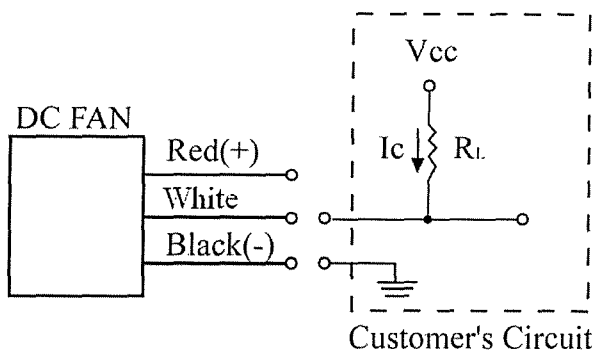 Vcc
DC FAN
Red(+)
Ic
RL
White
Black(-)
Customer's Circuit